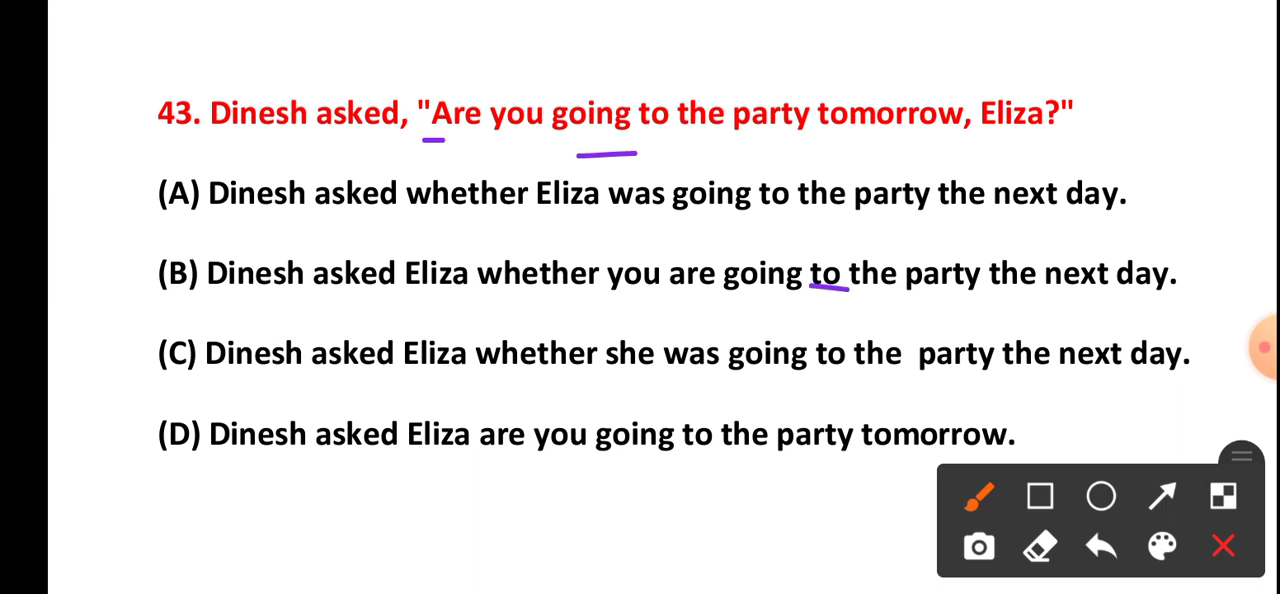 43. Dinesh asked, "Are you going to the party tomorrow, Eliza?"
(A) Dinesh asked whether Eliza was going to the party the next day.
(B) Dinesh asked Eliza whether you are going to the party the next day.
(C) Dinesh asked Eliza whether she was going to the  party the next day.
(D) Dinesh asked Eliza are you going to the party tomorrow.